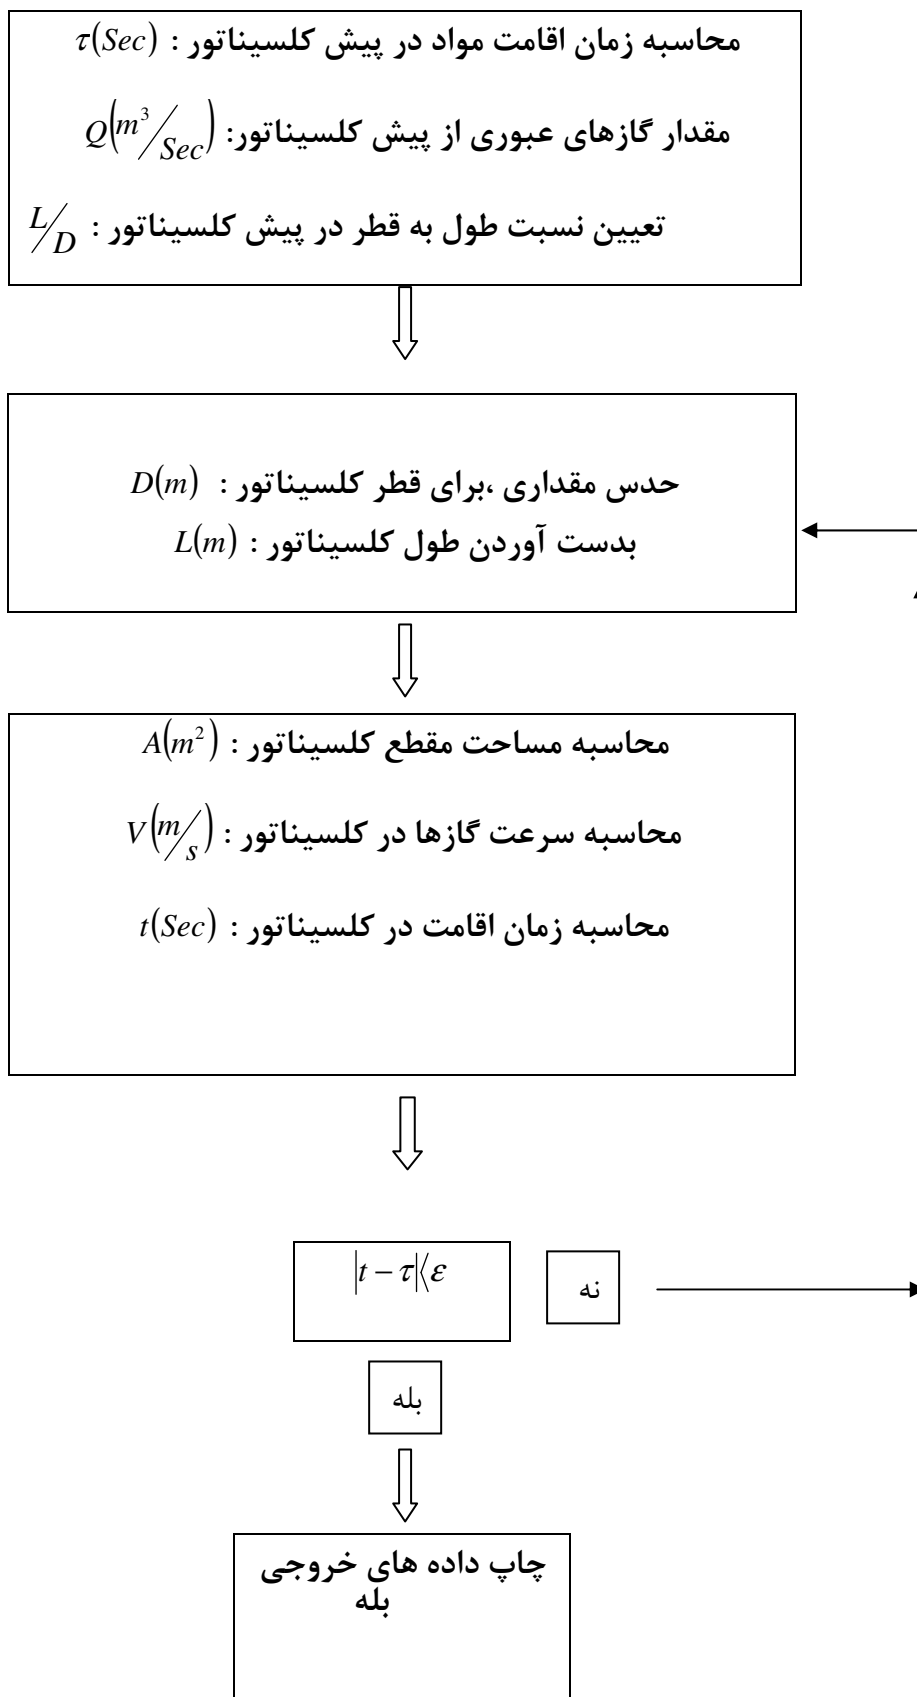 محاسبه زمان اقامت مواد در پیش کلسیناتور : τ(Sec)
مقدار گازهای عبوری از پیش کلسیناتور: Q(m³/Sec)
تعیین نسبت طول به قطر در پیش کلسیناتور : L/D
حدس مقداری ،برای قطر کلسیناتور : D(m)
بدست آوردن طول کلسیناتور : L(m)
محاسبه مساحت مقطع کلسیناتور : A(m²)
محاسبه سرعت گازها در کلسیناتور : V(m/s)
محاسبه زمان اقامت در کلسیناتور : t(Sec)
|t − τ|⟨ε
نه
بله
چاپ داده های خروجی
بله